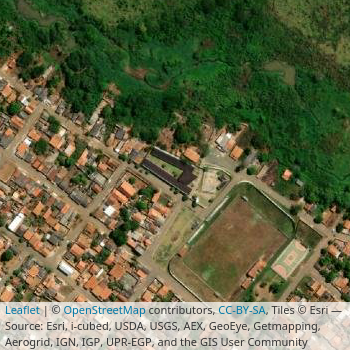 Leaflet | © OpenStreetMap contributors, CC-BY-SA, Tiles © Esri —
Source: Esri, i-cubed, USDA, USGS, AEX, GeoEye, Getmapping,
Aerogrid, IGN, IGP, UPR-EGP, and the GIS User Community